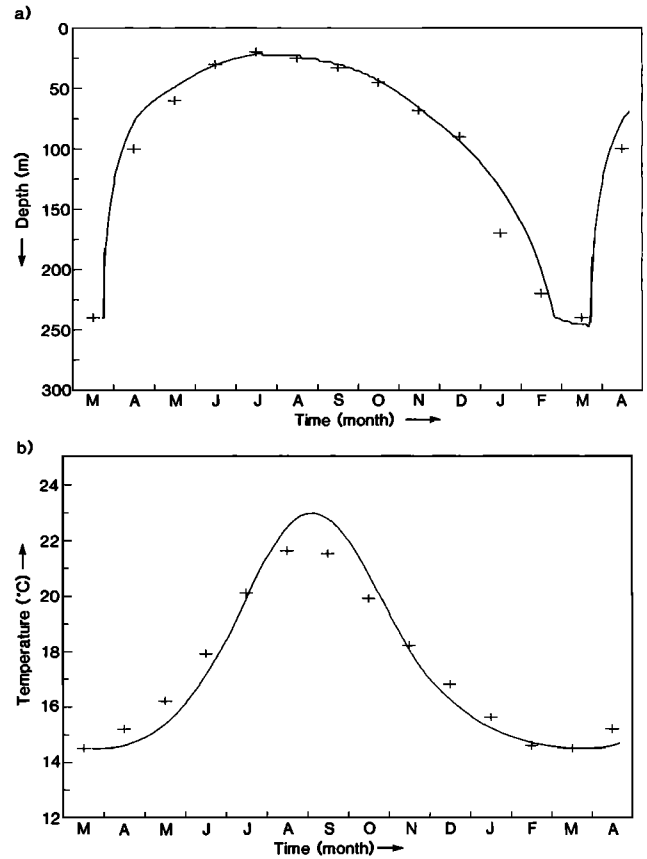 a)
0
50
100
150
200
250
300
← Depth (m)
M A M J J A S O N D J F M A
Time (month) →
b)
24
22
20
18
16
14
12
Temperature (°C) →
M A M J J A S O N D J F M A
Time (month) →